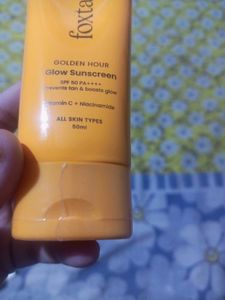 foxta
GOLDEN HOUR
Glow Sunscreen
SPF 50 PA++++
Prevents tan & boosts glow
Vitamin C + Niacinamide
ALL SKIN TYPES
50ml